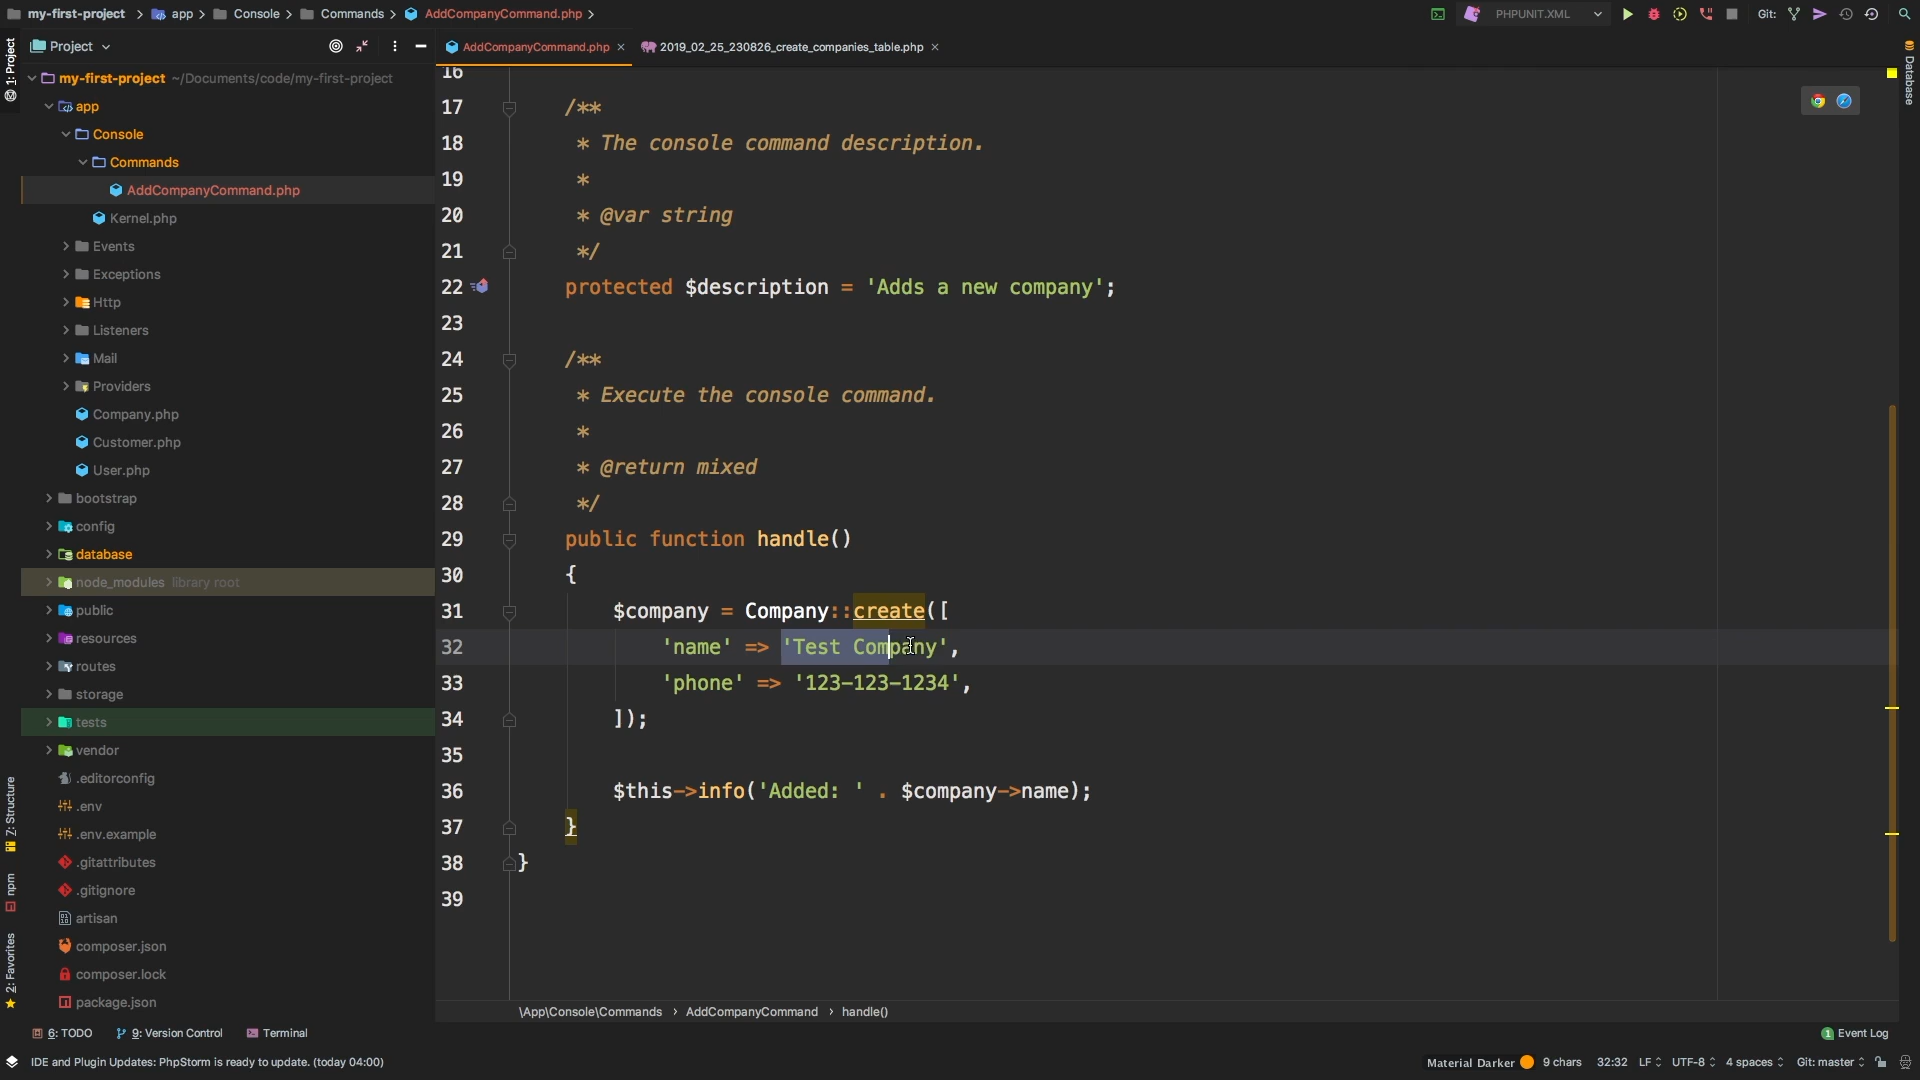 my-first-project > app > Console > Commands > AddCompanyCommand.php >
PHPUNIT.XML
Git:
1: Project
Project
AddCompanyCommand.php ×
2019_02_25_230826_create_companies_table.php ×
Database
my-first-project ~/Documents/code/my-first-project
app
Console
Commands
AddCompanyCommand.php
Kernel.php
Events
Exceptions
Http
Listeners
Mail
Providers
Company.php
Customer.php
User.php
bootstrap
config
database
node_modules library root
public
resources
routes
storage
tests
vendor
.editorconfig
.env
.env.example
.gitattributes
.gitignore
artisan
composer.json
composer.lock
package.json
Z: Structure
npm
2: Favorites
16
17 /**
18 * The console command description.
19 *
20 * @var string
21 */
22 protected $description = 'Adds a new company';
23
24 /**
25 * Execute the console command.
26 *
27 * @return mixed
28 */
29 public function handle()
30 {
31 $company = Company::create([
32 'name' => 'Test Company',
33 'phone' => '123-123-1234',
34 ]);
35
36 $this->info('Added: ' . $company->name);
37 }
38 }
39
\App\Console\Commands > AddCompanyCommand > handle()
6: TODO
9: Version Control
Terminal
1 Event Log
IDE and Plugin Updates: PhpStorm is ready to update. (today 04:00)
Material Darker
9 chars
32:32
LF
UTF-8
4 spaces
Git: master